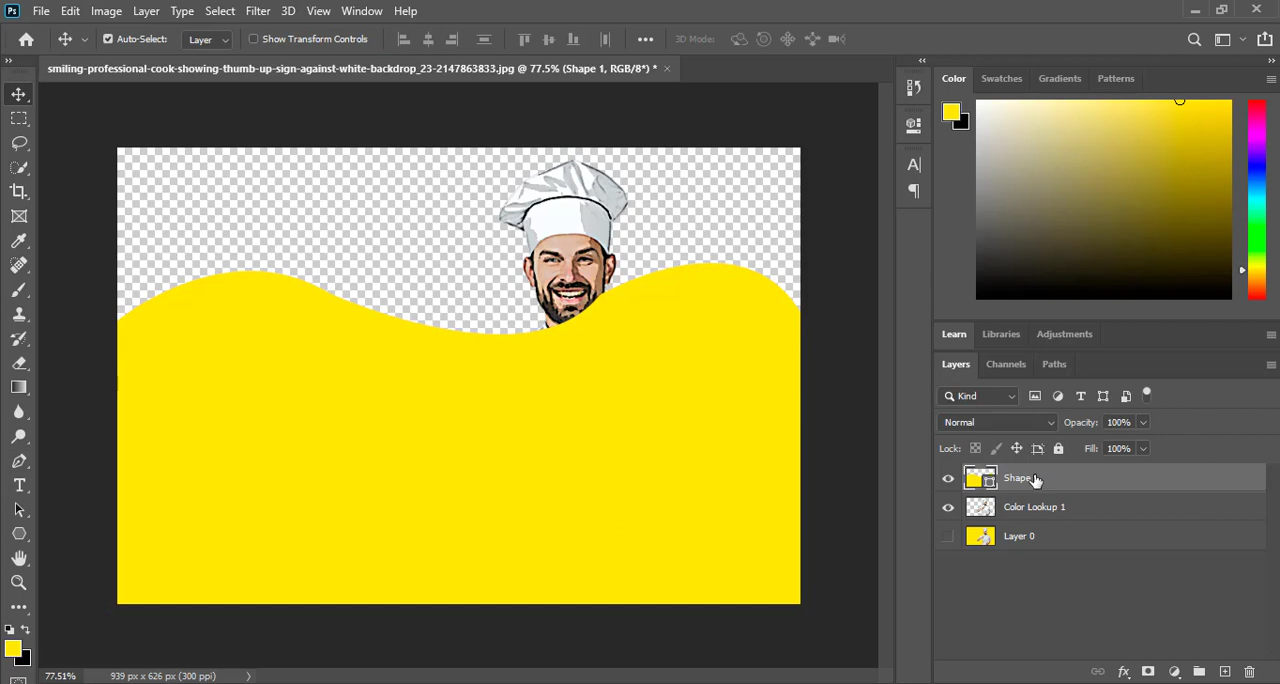 Ps File Edit Image Layer Type Select Filter 3D View Window Help
Auto-Select: Layer Show Transform Controls 3D Mode:
smiling-professional-cook-showing-thumb-up-sign-against-white-backdrop_23-2147863833.jpg @ 77.5% (Shape 1, RGB/8*) *
Color Swatches Gradients Patterns
Learn Libraries Adjustments
Layers Channels Paths
Kind
Normal Opacity: 100%
Lock: Fill: 100%
Shape
Color Lookup 1
Layer 0
77.51% 939 px x 626 px (300 ppi)